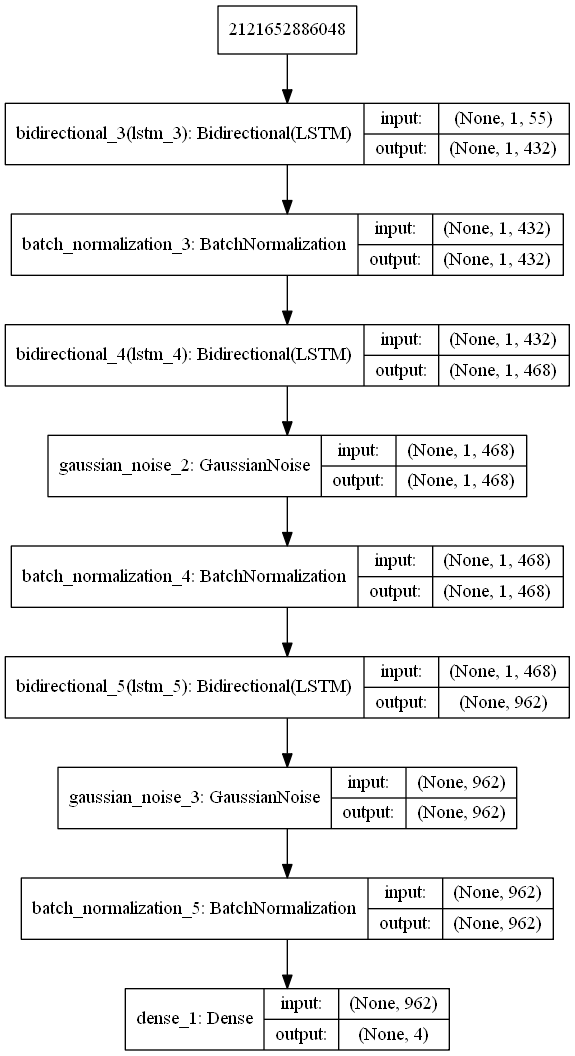 2121652886048
bidirectional_3(lstm_3): Bidirectional(LSTM)
input: (None, 1, 55)
output: (None, 1, 432)
batch_normalization_3: BatchNormalization
input: (None, 1, 432)
output: (None, 1, 432)
bidirectional_4(lstm_4): Bidirectional(LSTM)
input: (None, 1, 432)
output: (None, 1, 468)
gaussian_noise_2: GaussianNoise
input: (None, 1, 468)
output: (None, 1, 468)
batch_normalization_4: BatchNormalization
input: (None, 1, 468)
output: (None, 1, 468)
bidirectional_5(lstm_5): Bidirectional(LSTM)
input: (None, 1, 468)
output: (None, 962)
gaussian_noise_3: GaussianNoise
input: (None, 962)
output: (None, 962)
batch_normalization_5: BatchNormalization
input: (None, 962)
output: (None, 962)
dense_1: Dense
input: (None, 962)
output: (None, 4)